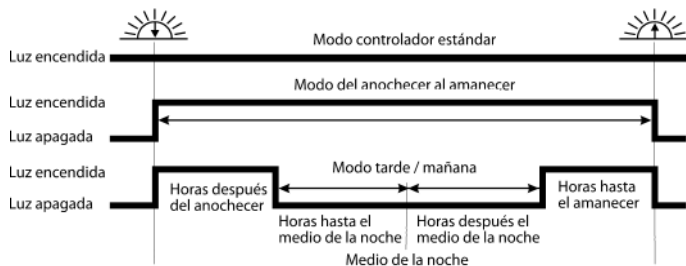 Modo controlador estándar
Luz encendida
Modo del anochecer al amanecer
Luz encendida
Luz apagada
Luz encendida
Modo tarde / mañana
Horas después
del anochecer
Horas hasta
el amanecer
Luz apagada
Horas hasta el
medio de la noche
Horas después el
medio de la noche
Medio de la noche